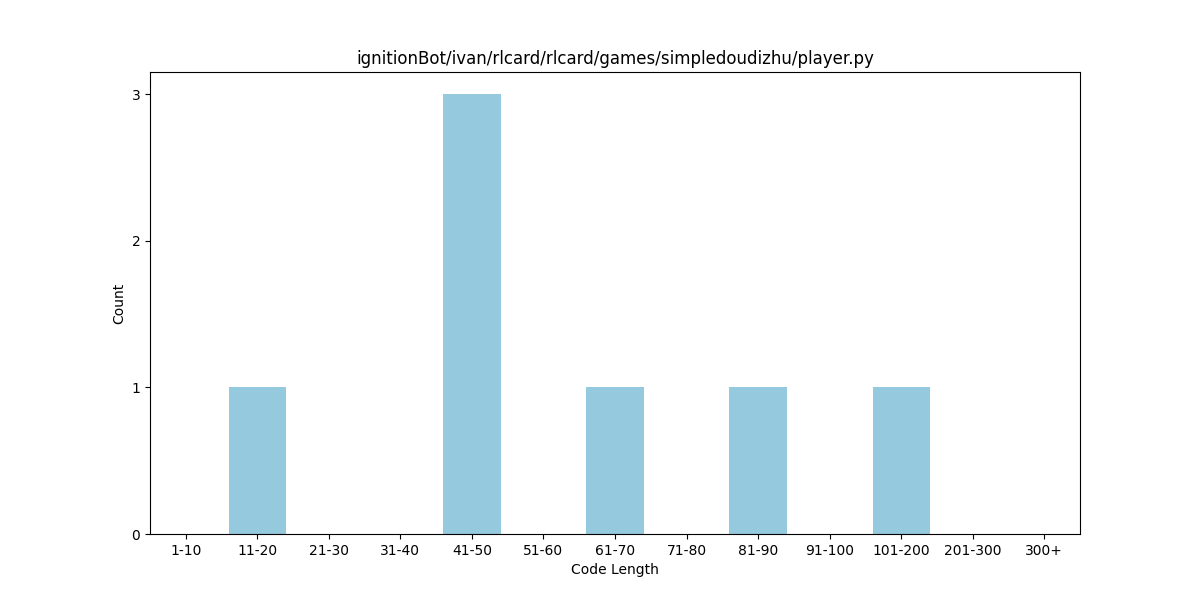 ignitionBot/ivan/rlcard/rlcard/games/simpledoudizhu/player.py
3
2
1
0
Count
1-10 11-20 21-30 31-40 41-50 51-60 61-70 71-80 81-90 91-100 101-200 201-300 300+
Code Length